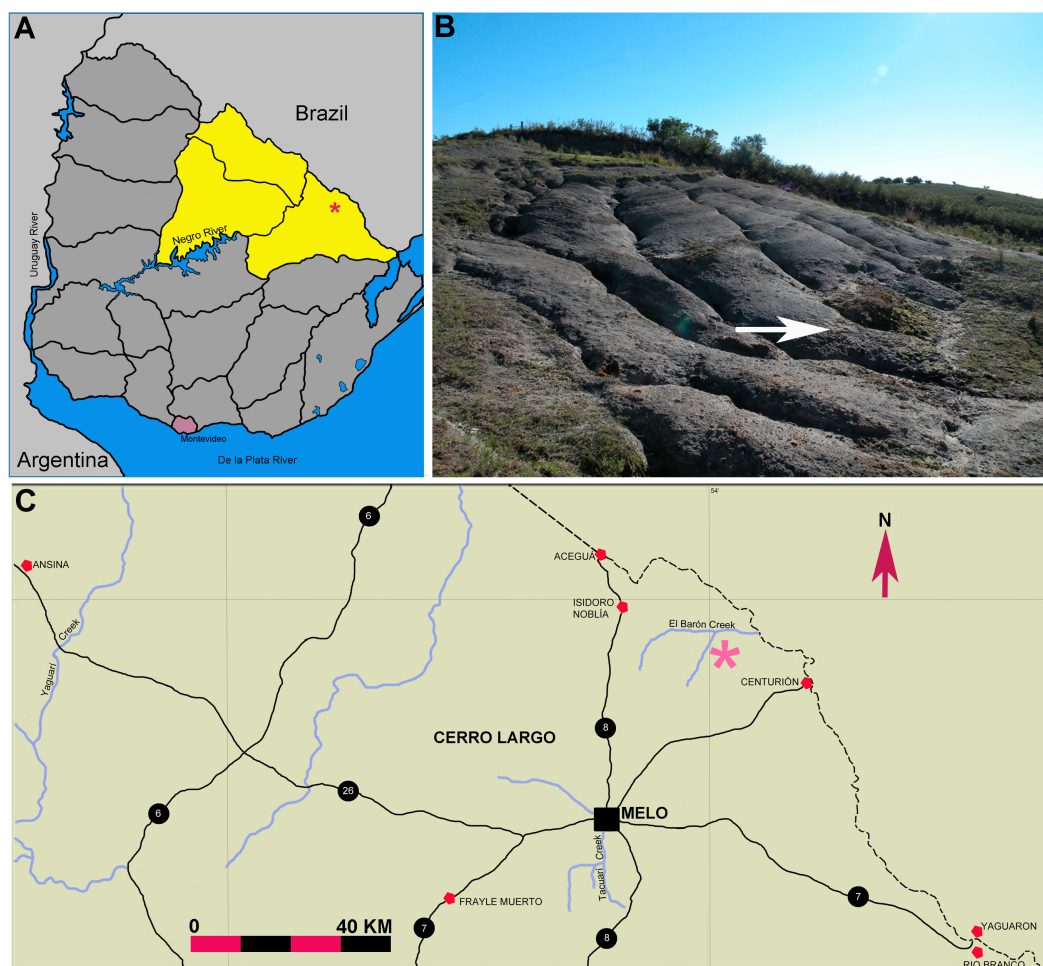 A
Brazil
Uruguay River
Negro River
Montevideo
De la Plata River
Argentina
B
C
54'
6
N
ACEGUÁ
ANSINA
ISIDORO
NOBLÍA
El Barón Creek
Yaguarí Creek
CENTURIÓN
8
CERRO LARGO
26
6
MELO
Tacuarí Creek
FRAYLE MUERTO
7
0 40 KM
7
8
YAGUARON
RIO BRANCO